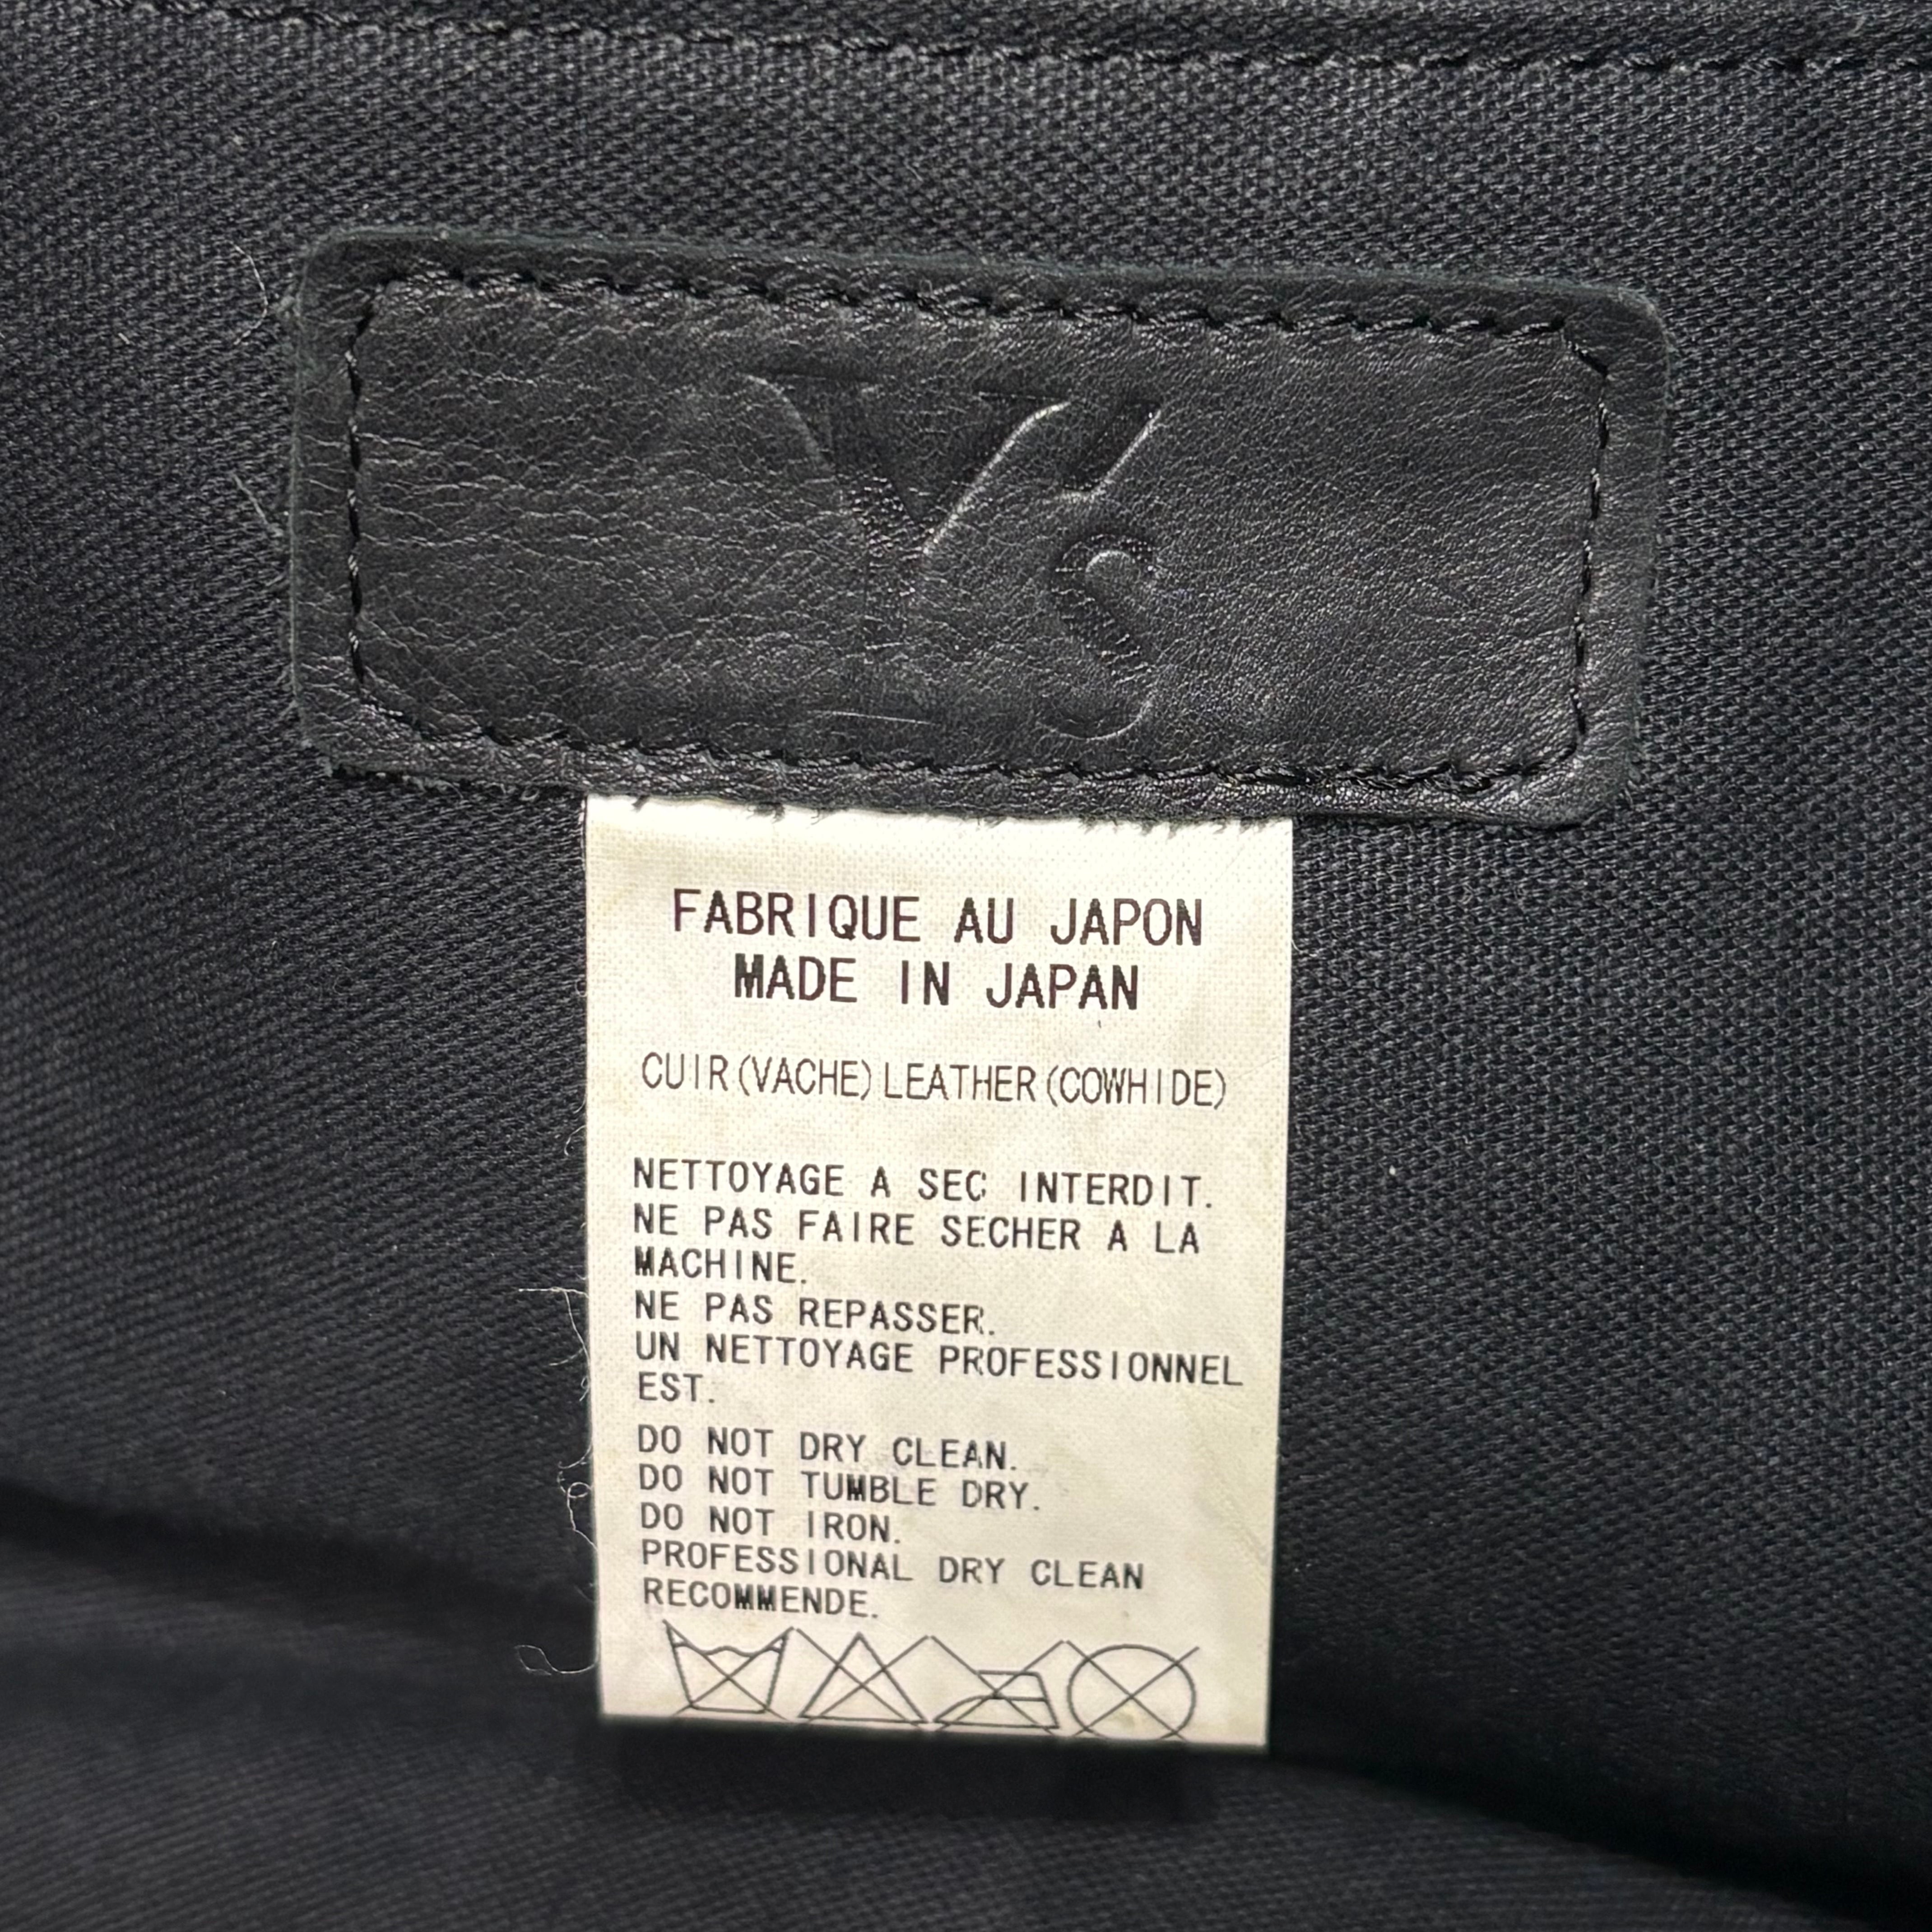 Y's
FABRIQUE AU JAPON
MADE IN JAPAN
CUIR(VACHE)LEATHER(COWHIDE)
NETTOYAGE A SEC INTERDIT.
NE PAS FAIRE SECHER A LA
MACHINE.
NE PAS REPASSER.
UN NETTOYAGE PROFESSIONNEL
EST.
DO NOT DRY CLEAN.
DO NOT TUMBLE DRY.
DO NOT IRON.
PROFESSIONAL DRY CLEAN
RECOMMENDE.